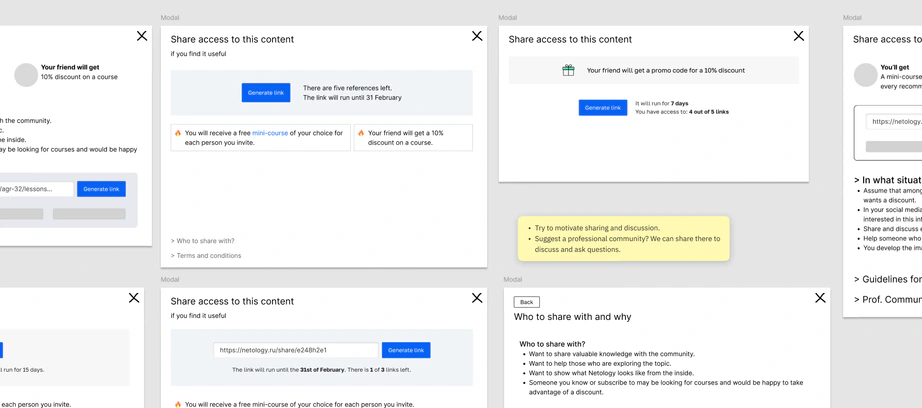 Your friend will get
10% discount on a course
th the community.
c.
e inside.
nay be looking for courses and would be happy
/agr-32/lessons...
Generate link
Modal
Share access to this content
if you find it useful
Generate link
There are five references left.
The link will run until 31 February
🔥 You will receive a free mini-course of your choice for
each person you invite.
🔥 Your friend will get a 10%
discount on a course.
> Who to share with?
> Terms and conditions
Modal
Share access to this content
Your friend will get a promo code for a 10% discount
Generate link
It will run for 7 days
You have access to: 4 out of 5 links
• Try to motivate sharing and discussion.
• Suggest a professional community? We can share there to
discuss and ask questions.
Modal
Share access to
You'll get
A mini-course
every recomm
https://netology.
> In what situat
• Assume that among
wants a discount.
• In your social media
interested in this in
• Share and discuss e
• Help someone who
• You develop the ima
> Guidelines for
> Prof. Commun
l run for 15 days.
each person you invite.
Modal
Share access to this content
if you find it useful
https://netology.ru/share/e248h2e1
Generate link
The link will run until the 31st of February. There is 1 of 3 links left.
🔥 You will receive a free mini-course of your choice for each person you invite.
Modal
Back
Who to share with and why
Who to share with?
• Want to share valuable knowledge with the community.
• Want to help those who are exploring the topic.
• Want to show what Netology looks like from the inside.
• Someone you know or subscribe to may be looking for courses and would be happy to take
advantage of a discount.